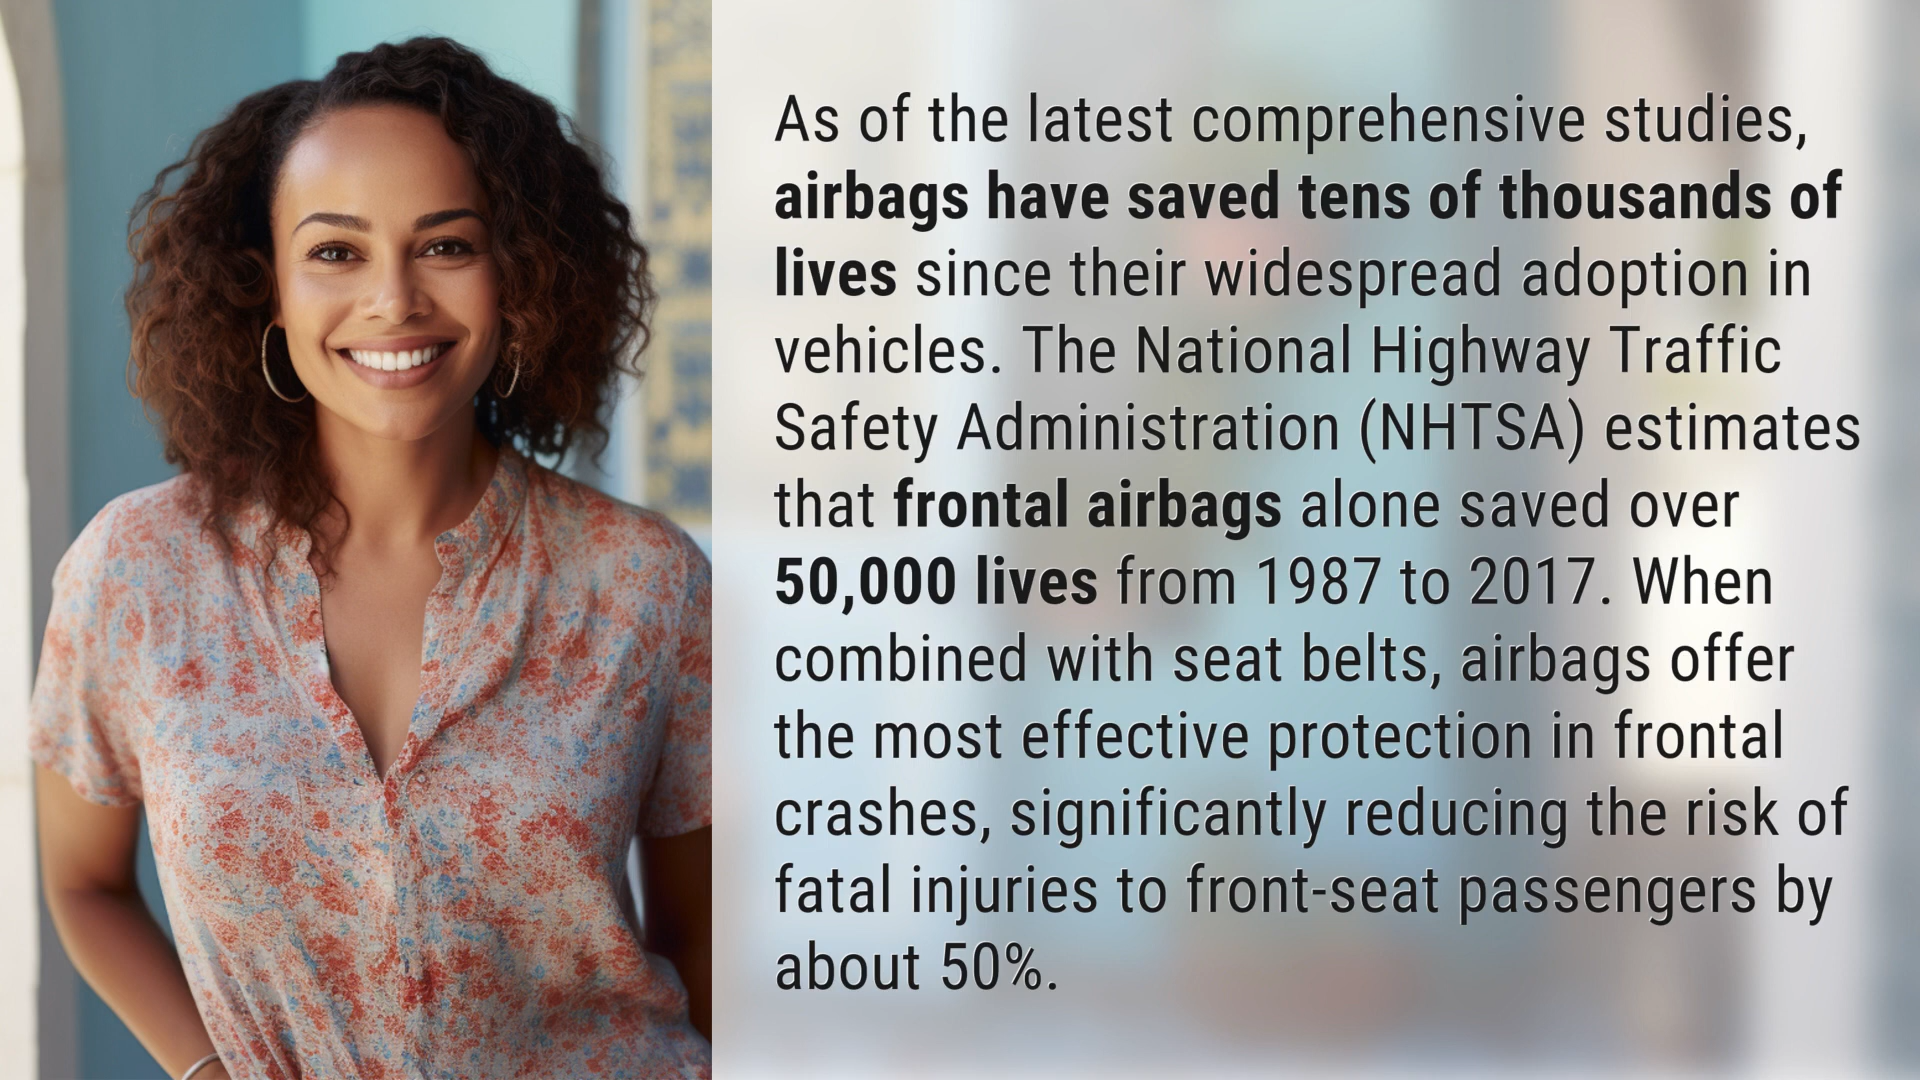 As of the latest comprehensive studies,
airbags have saved tens of thousands of
lives since their widespread adoption in
vehicles. The National Highway Traffic
Safety Administration (NHTSA) estimates
that frontal airbags alone saved over
50,000 lives from 1987 to 2017. When
combined with seat belts, airbags offer
the most effective protection in frontal
crashes, significantly reducing the risk of
fatal injuries to front-seat passengers by
about 50%.